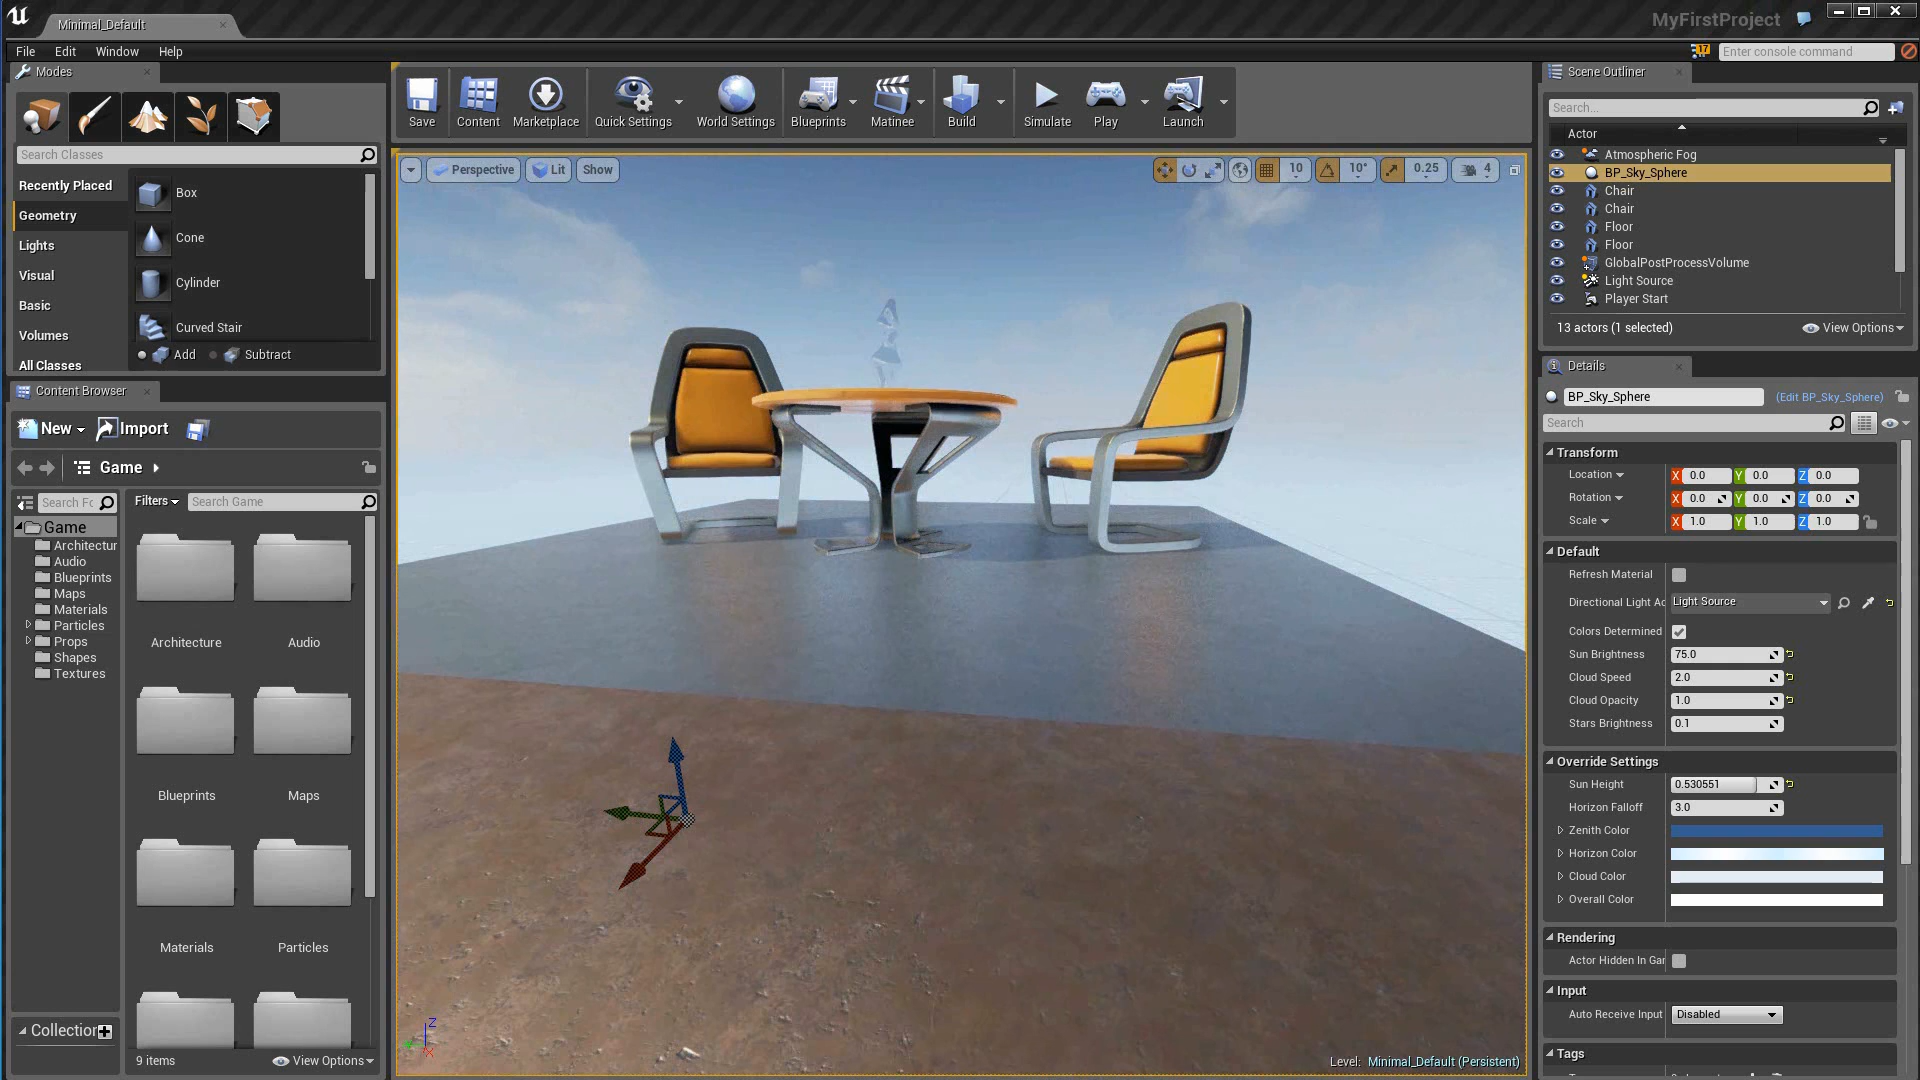 Minimal_Default
MyFirstProject
File Edit Window Help
17
Enter console command
Modes
Search Classes
Recently Placed
Geometry
Lights
Visual
Basic
Volumes
All Classes
Box
Cone
Cylinder
Curved Stair
Add Subtract
Content Browser
New Import
Game
Search Fo
Filters Search Game
Game
Architectur
Audio
Blueprints
Maps
Materials
Particles
Props
Shapes
Textures
Architecture Audio
Blueprints Maps
Materials Particles
Collection
9 items View Options
Save Content Marketplace Quick Settings World Settings Blueprints Matinee Build Simulate Play Launch
Perspective Lit Show 10 10° 0.25 4
Z
X
Level: Minimal_Default (Persistent)
Scene Outliner
Search...
Actor
Atmospheric Fog
BP_Sky_Sphere
Chair
Chair
Floor
Floor
GlobalPostProcessVolume
Light Source
Player Start
13 actors (1 selected) View Options
Details
BP_Sky_Sphere (Edit BP_Sky_Sphere)
Search
Transform
Location X 0.0 Y 0.0 Z 0.0
Rotation X 0.0 Y 0.0 Z 0.0
Scale X 1.0 Y 1.0 Z 1.0
Default
Refresh Material
Directional Light Ac Light Source
Colors Determined
Sun Brightness 75.0
Cloud Speed 2.0
Cloud Opacity 1.0
Stars Brightness 0.1
Override Settings
Sun Height 0.530551
Horizon Falloff 3.0
Zenith Color
Horizon Color
Cloud Color
Overall Color
Rendering
Actor Hidden In Gar
Input
Auto Receive Input Disabled
Tags